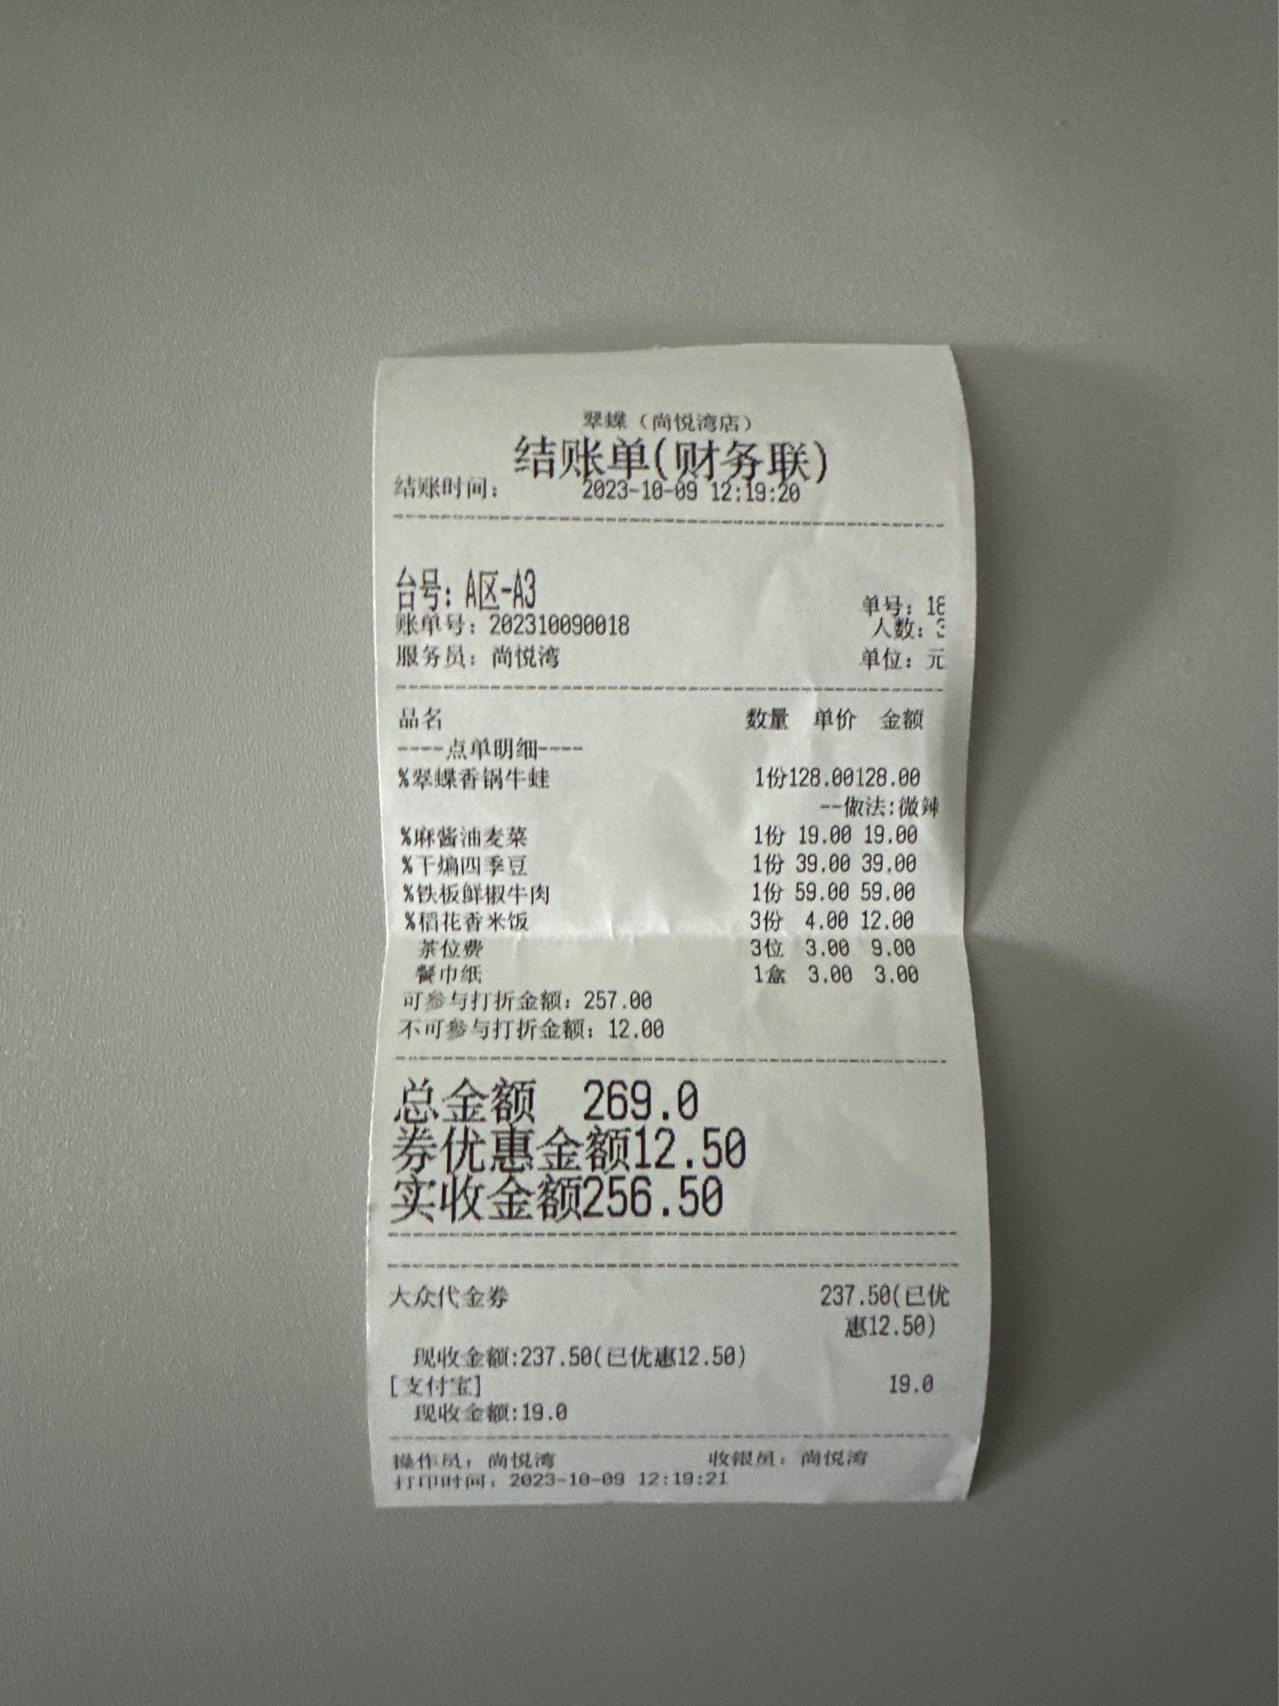 翠蝶（尚悦湾店）
结账单(财务联)
结账时间： 2023-10-09 12:19:20
台号：A区-A3
单号：18
账单号：202310090018
人数：3
服务员：尚悦湾 单位：元
品名 数量 单价 金额
----点单明细----
%翠蝶香锅牛蛙 1份128.00128.00
--做法:微辣
%麻酱油麦菜 1份 19.00 19.00
%干煸四季豆 1份 39.00 39.00
%铁板鲜椒牛肉 1份 59.00 59.00
%稻花香米饭 3份 4.00 12.00
茶位费 3位 3.00 9.00
餐巾纸 1盒 3.00 3.00
可参与打折金额：257.00
不可参与打折金额：12.00
总金额 269.0
券优惠金额12.50
实收金额256.50
大众代金券 237.50(已优
惠12.50)
现收金额:237.50(已优惠12.50)
[支付宝] 19.0
现收金额:19.0
操作员：尚悦湾 收银员：尚悦湾
打印时间：2023-10-09 12:19:21